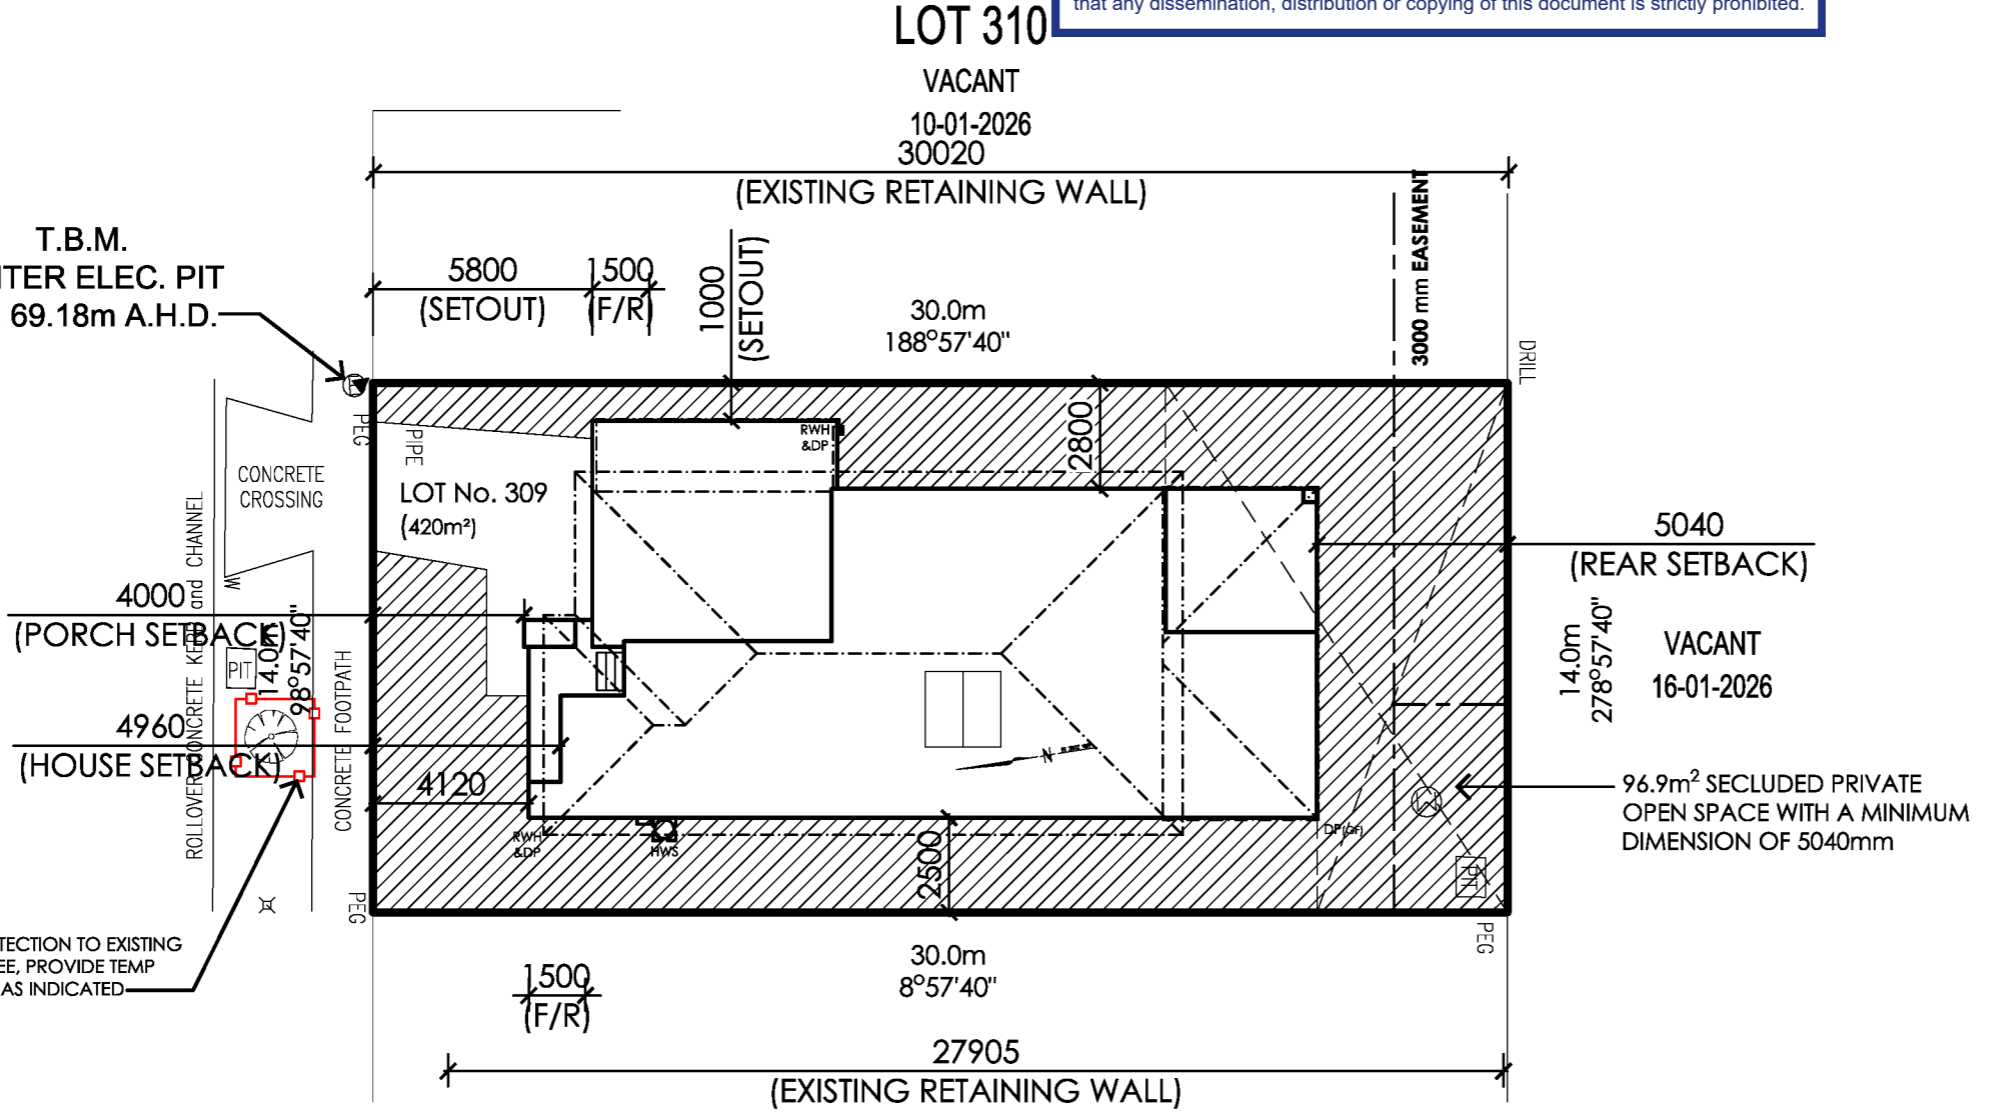 that any dissemination, distribution or copying of this document is strictly prohibited.
LOT 310
VACANT
10-01-2026
30020
(EXISTING RETAINING WALL)
3000 mm EASEMENT
T.B.M.
TER ELEC. PIT
69.18m A.H.D.
5800
(SETOUT)
1500
(F/R)
1000
(SETOUT)
30.0m
188°57'40"
DRILL
PEG
PIPE
CONCRETE
CROSSING
LOT No. 309
(420m²)
RWH
&DP
2800
5040
(REAR SETBACK)
ROLLOVER CONCRETE KERB and CHANNEL
W
4000
(PORCH SETBACK)
14.0m
98°57'40"
PIT
CONCRETE FOOTPATH
4960
(HOUSE SETBACK)
4120
N
14.0m
278°57'40"
VACANT
16-01-2026
96.9m² SECLUDED PRIVATE
OPEN SPACE WITH A MINIMUM
DIMENSION OF 5040mm
RWH
&DP
HWS
2500
PIT
PEG
PEG
TECTION TO EXISTING
EE, PROVIDE TEMP
AS INDICATED
1500
(F/R)
30.0m
8°57'40"
27905
(EXISTING RETAINING WALL)